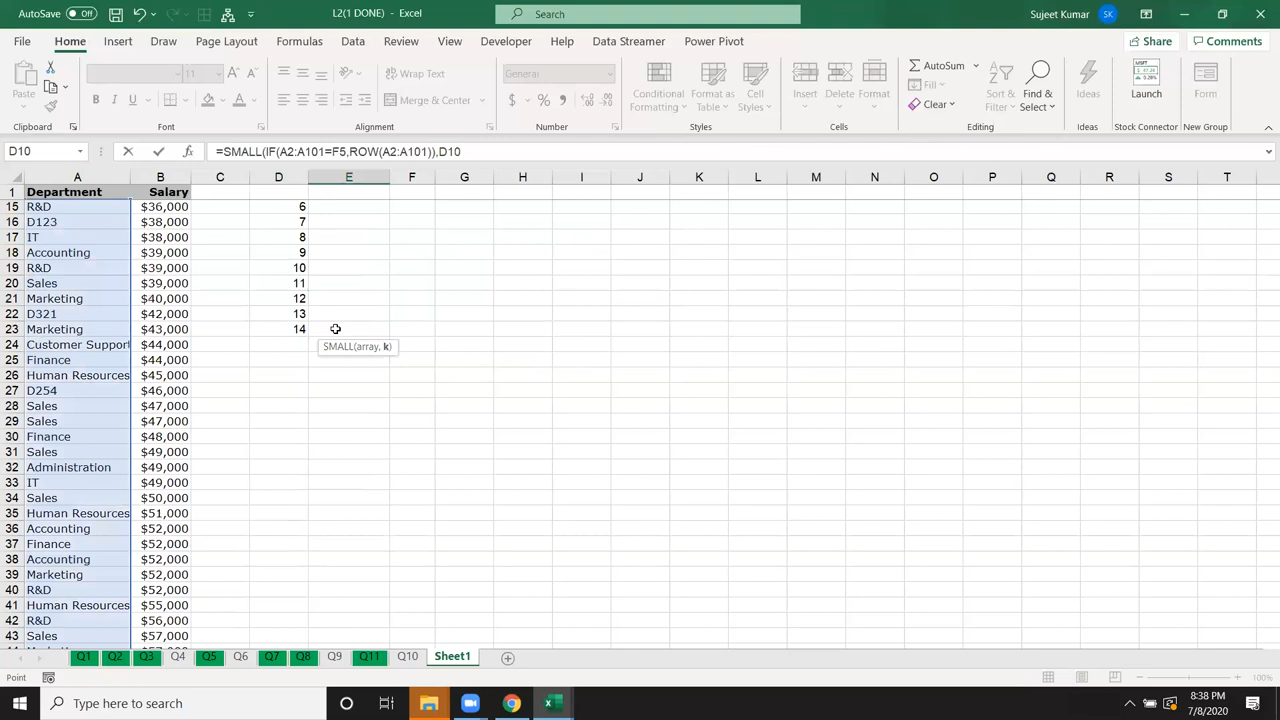 AutoSave Off L2(1 DONE) - Excel Search Sujeet Kumar SK
File Home Insert Draw Page Layout Formulas Data Review View Developer Help Data Streamer Power Pivot Share Comments
Paste 11 A A Wrap Text General Conditional Formatting Format as Table Cell Styles Insert Delete Format AutoSum Fill Clear Sort & Filter Find & Select Ideas Launch Form
B I U A Merge & Center $ % ,
Clipboard Font Alignment Number Styles Cells Editing Ideas Stock Connector New Group
D10 fx =SMALL(IF(A2:A101=F5,ROW(A2:A101)),D10
A B C D E F G H I J K L M N O P Q R S T
1 Department Salary
15 R&D $36,000 6
16 D123 $38,000 7
17 IT $38,000 8
18 Accounting $39,000 9
19 R&D $39,000 10
20 Sales $39,000 11
21 Marketing $40,000 12
22 D321 $42,000 13
23 Marketing $43,000 14
24 Customer Support $44,000 SMALL(array, k)
25 Finance $44,000
26 Human Resources $45,000
27 D254 $46,000
28 Sales $47,000
29 Sales $47,000
30 Finance $48,000
31 Sales $49,000
32 Administration $49,000
33 IT $49,000
34 Sales $50,000
35 Human Resources $51,000
36 Accounting $52,000
37 Finance $52,000
38 Accounting $52,000
39 Marketing $52,000
40 R&D $52,000
41 Human Resources $55,000
42 R&D $56,000
43 Sales $57,000
Q1 Q2 Q3 Q4 Q5 Q6 Q7 Q8 Q9 Q11 Q10 Sheet1
Point 100%
Type here to search 8:38 PM
7/8/2020